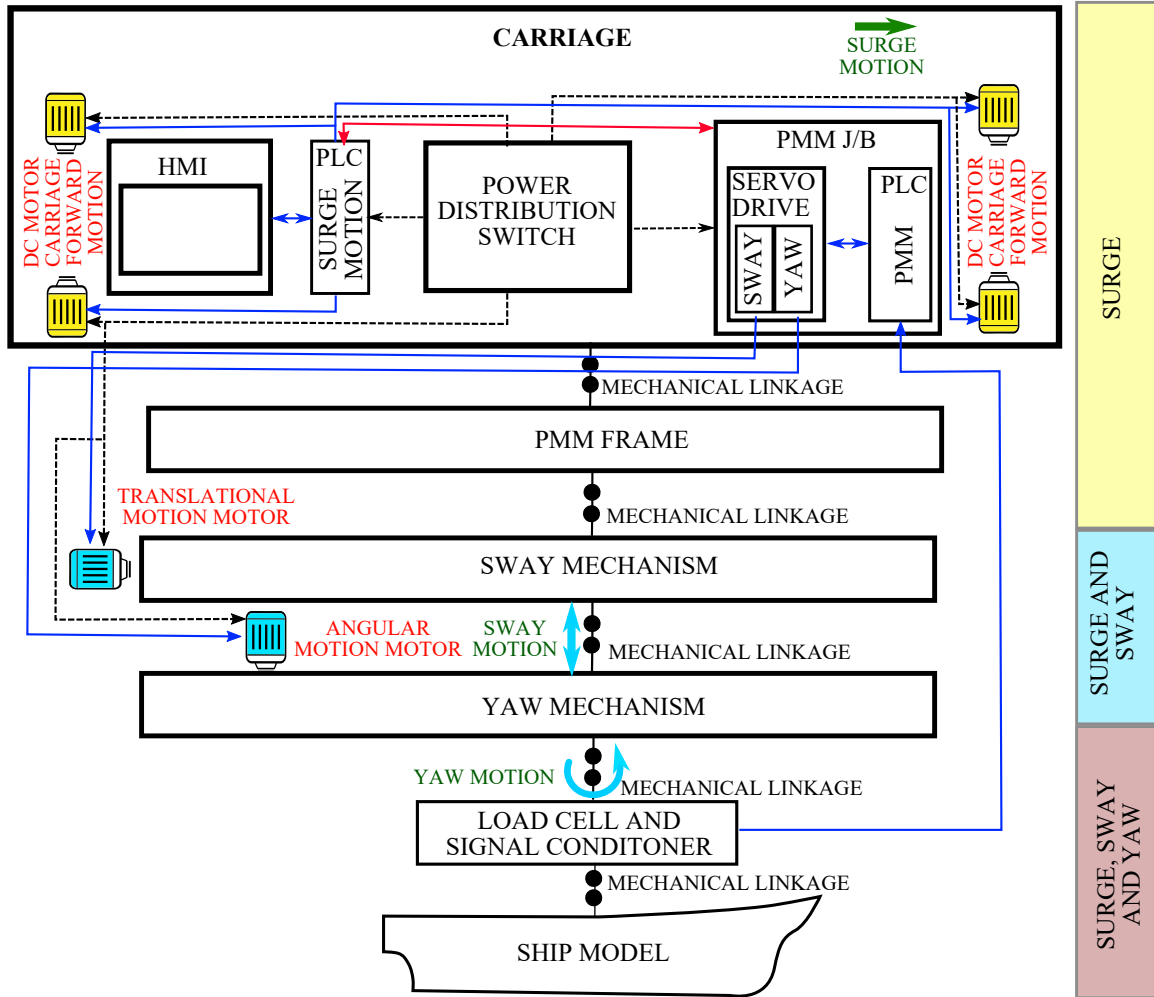 CARRIAGE
SURGE
MOTION
DC MOTOR
CARRIAGE
FORWARD
MOTION
HMI
PLC
SURGE
MOTION
POWER
DISTRIBUTION
SWITCH
PMM J/B
SERVO
DRIVE
SWAY
YAW
PLC
PMM
DC MOTOR
CARRIAGE
FORWARD
MOTION
MECHANICAL LINKAGE
PMM FRAME
MECHANICAL LINKAGE
TRANSLATIONAL
MOTION MOTOR
SWAY MECHANISM
ANGULAR
MOTION MOTOR
SWAY
MOTION
MECHANICAL LINKAGE
YAW MECHANISM
YAW MOTION
MECHANICAL LINKAGE
LOAD CELL AND
SIGNAL CONDITONER
MECHANICAL LINKAGE
SHIP MODEL
SURGE
SURGE AND
SWAY
SURGE, SWAY
AND YAW